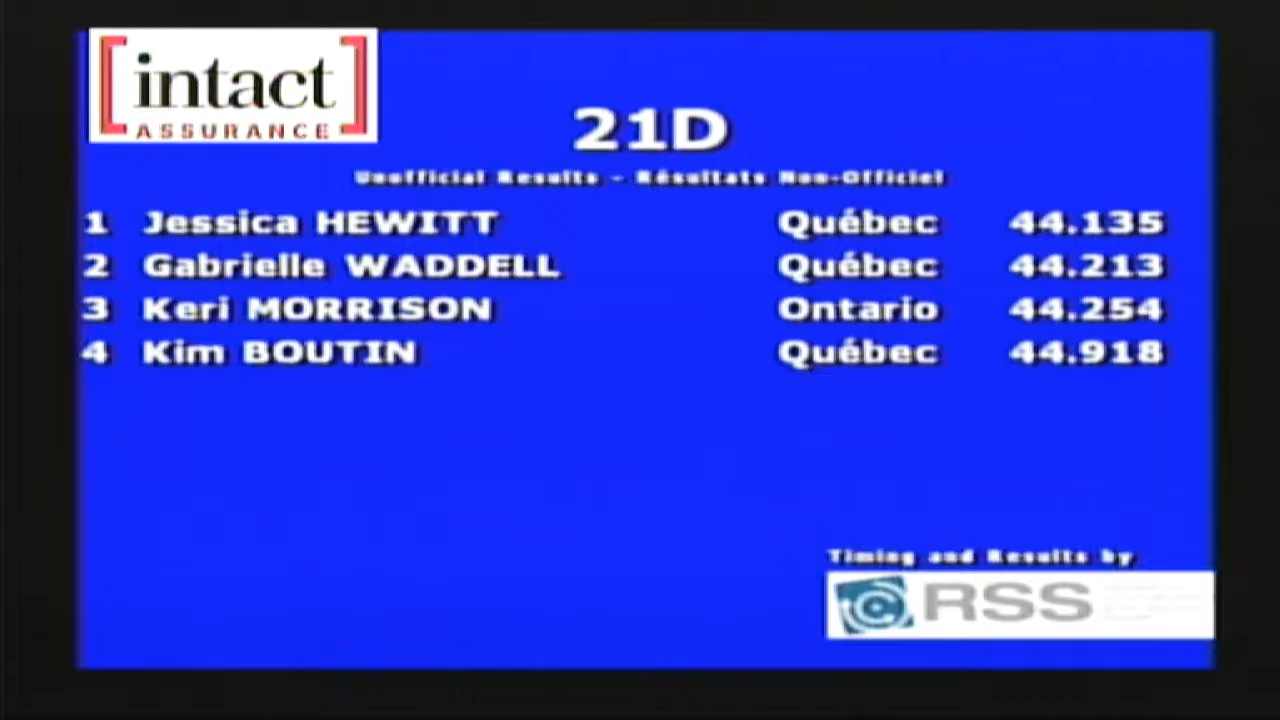 [intact]
ASSURANCE
21D
Unofficial Results - Résultats Non-Officiel
1 Jessica HEWITT Québec 44.135
2 Gabrielle WADDELL Québec 44.213
3 Keri MORRISON Ontario 44.254
4 Kim BOUTIN Québec 44.918
Timing and Results by
RSS